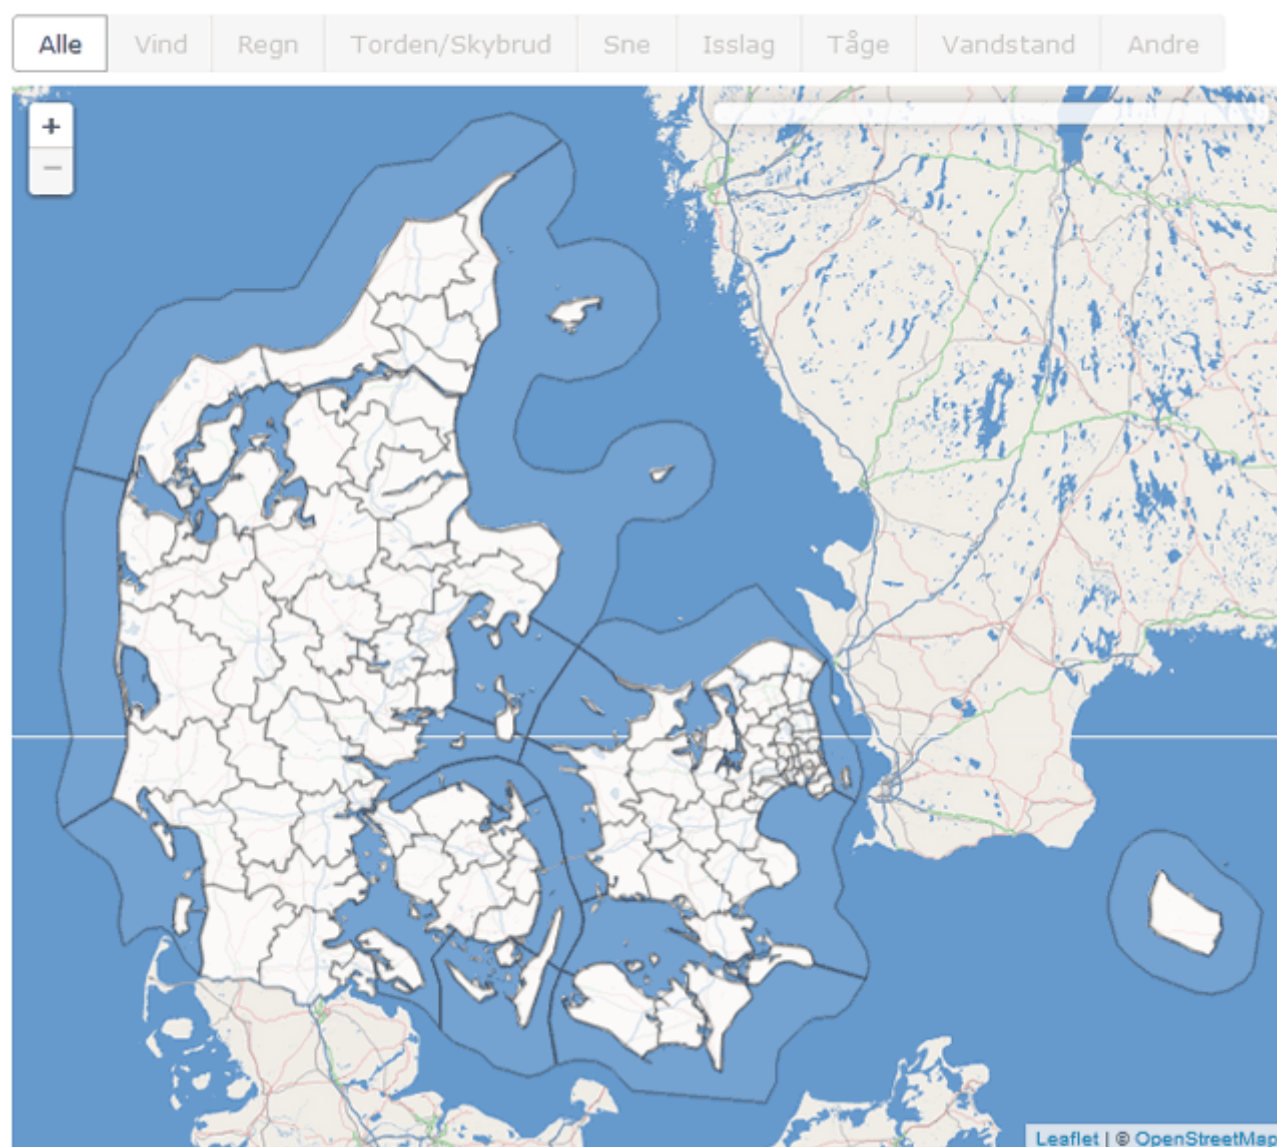 Alle Vind Regn Torden/Skybrud Sne Isslag Tåge Vandstand Andre
+
−
Leaflet | © OpenStreetMap